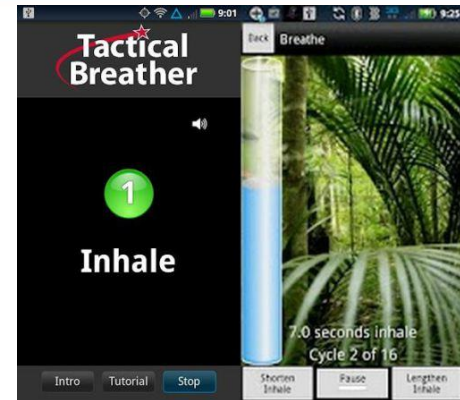 9:01
Tactical
Breather
1
Inhale
Intro
Tutorial
Stop
9:25
Back
Breathe
7.0 seconds inhale
Cycle 2 of 16
Shorten
Inhale
Pause
Lengthen
Inhale